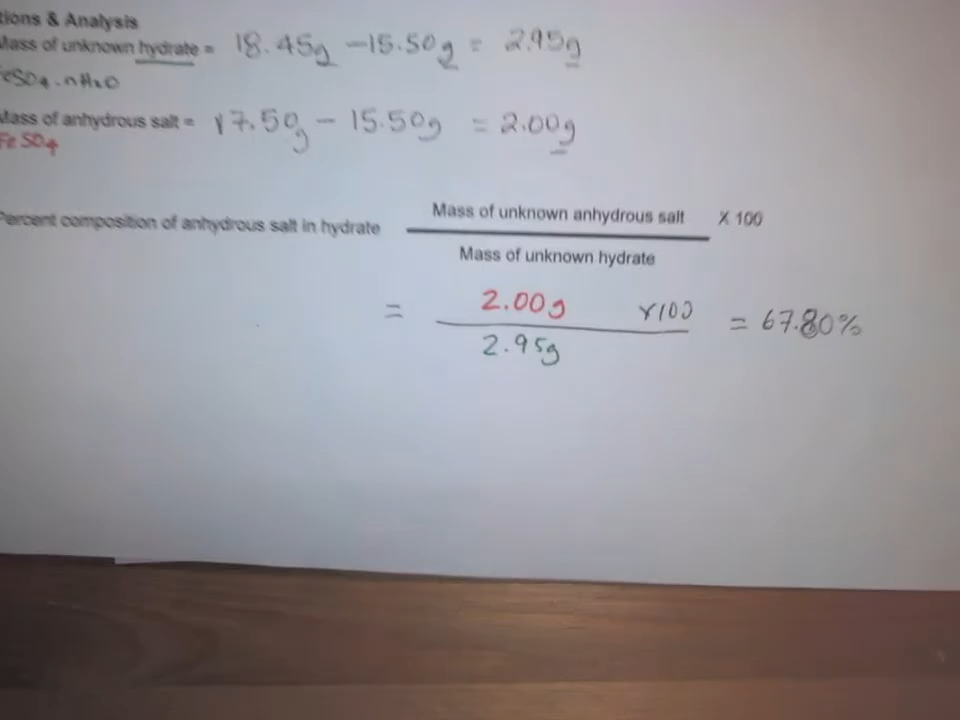 tions & Analysis
Mass of unknown hydrate = 18.45g - 15.50g = 2.95g
FeSO4 . nH2O
Mass of anhydrous salt = 17.50g - 15.50g = 2.00g
FeSO4
Percent composition of anhydrous salt in hydrate Mass of unknown anhydrous salt X 100
Mass of unknown hydrate
= 2.00g x100 = 67.80%
2.95g